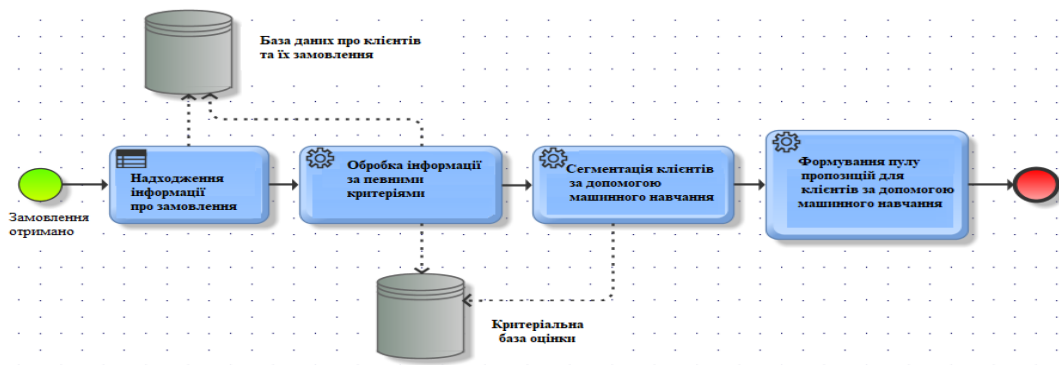 База даних про клієнтів
та їх замовлення
Замовлення
отримано
Надходження
інформації
про замовлення
Обробка інформації
за певними
критеріями
Сегментація клієнтів
за допомогою
машинного навчання
Формування пулу
пропозицій для
клієнтів за допомогою
машинного навчання
Критеріальна
база оцінки